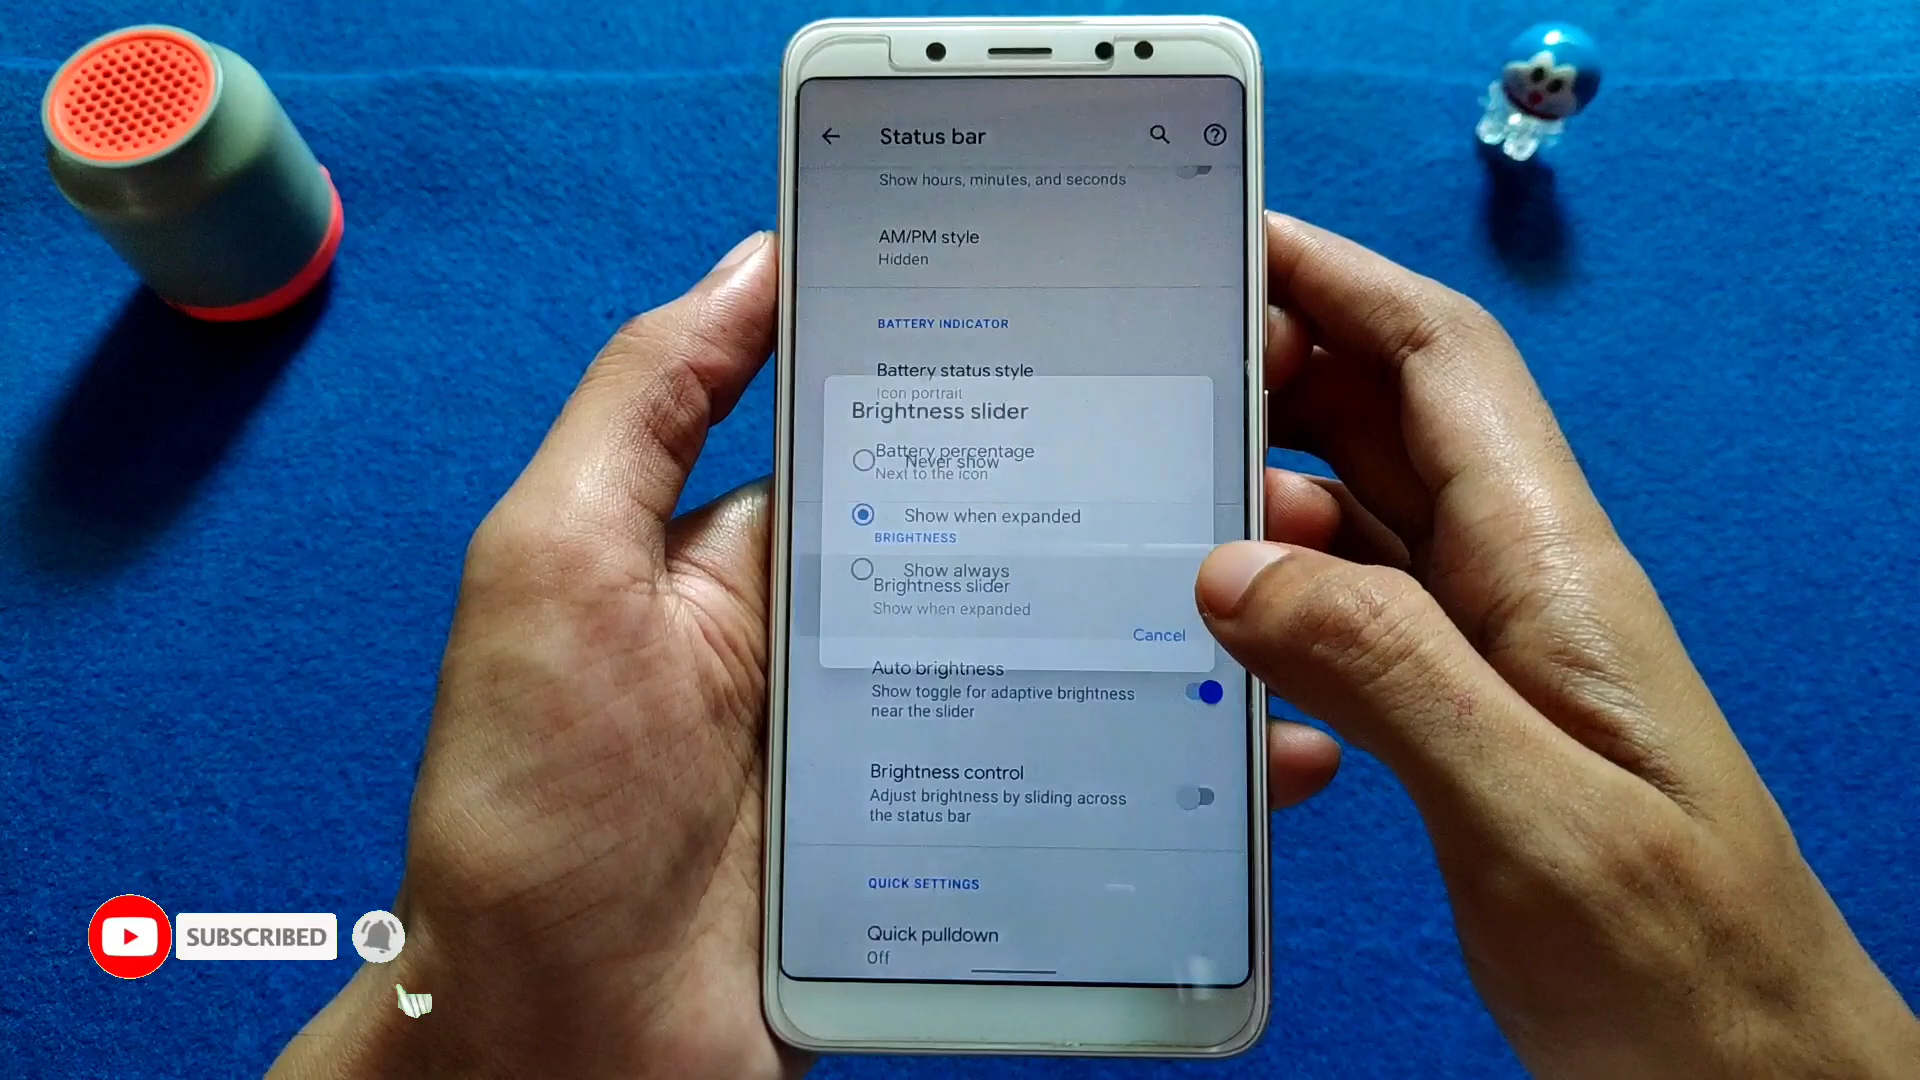 Status bar
Show hours, minutes, and seconds
AM/PM style
Hidden
BATTERY INDICATOR
Battery status style
Icon portrait
Brightness slider
Battery percentage
Never show
Next to the icon
Show when expanded
BRIGHTNESS
Show always
Brightness slider
Show when expanded
Cancel
Auto brightness
Show toggle for adaptive brightness
near the slider
Brightness control
Adjust brightness by sliding across
the status bar
QUICK SETTINGS
Quick pulldown
Off
SUBSCRIBED